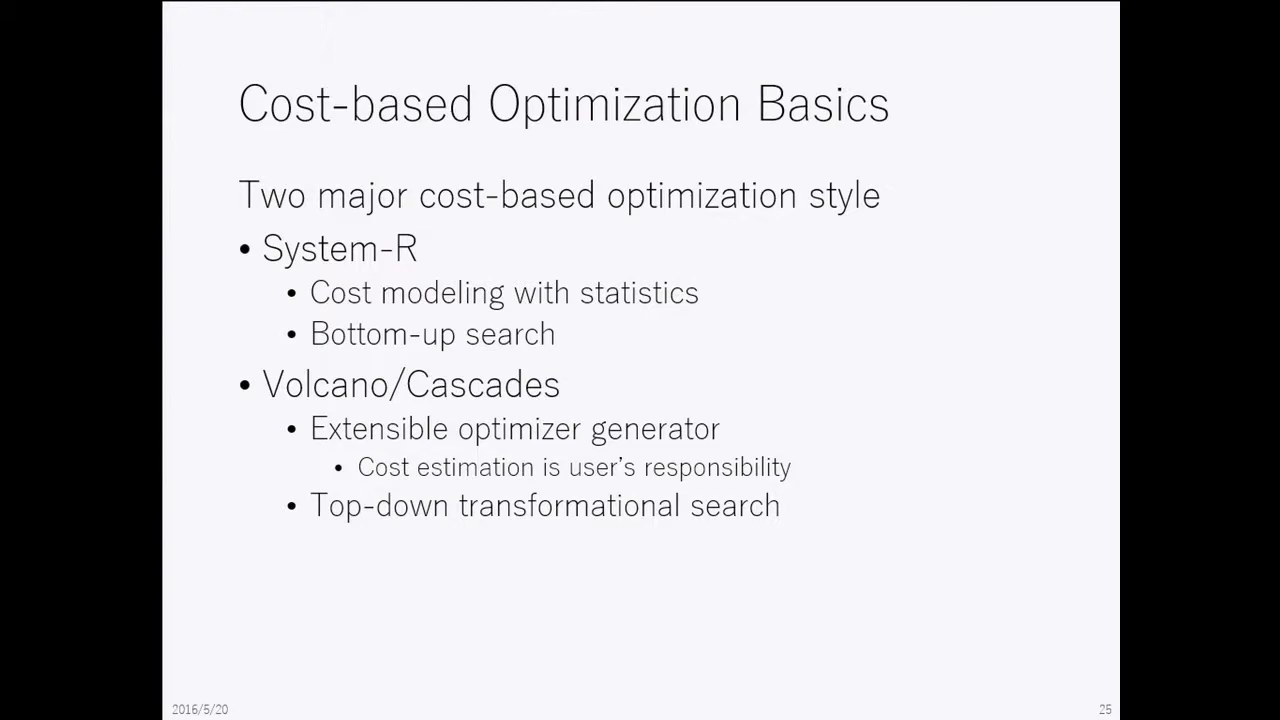 Cost-based Optimization Basics
Two major cost-based optimization style
• System-R
• Cost modeling with statistics
• Bottom-up search
• Volcano/Cascades
• Extensible optimizer generator
• Cost estimation is user’s responsibility
• Top-down transformational search
2016/5/20
25